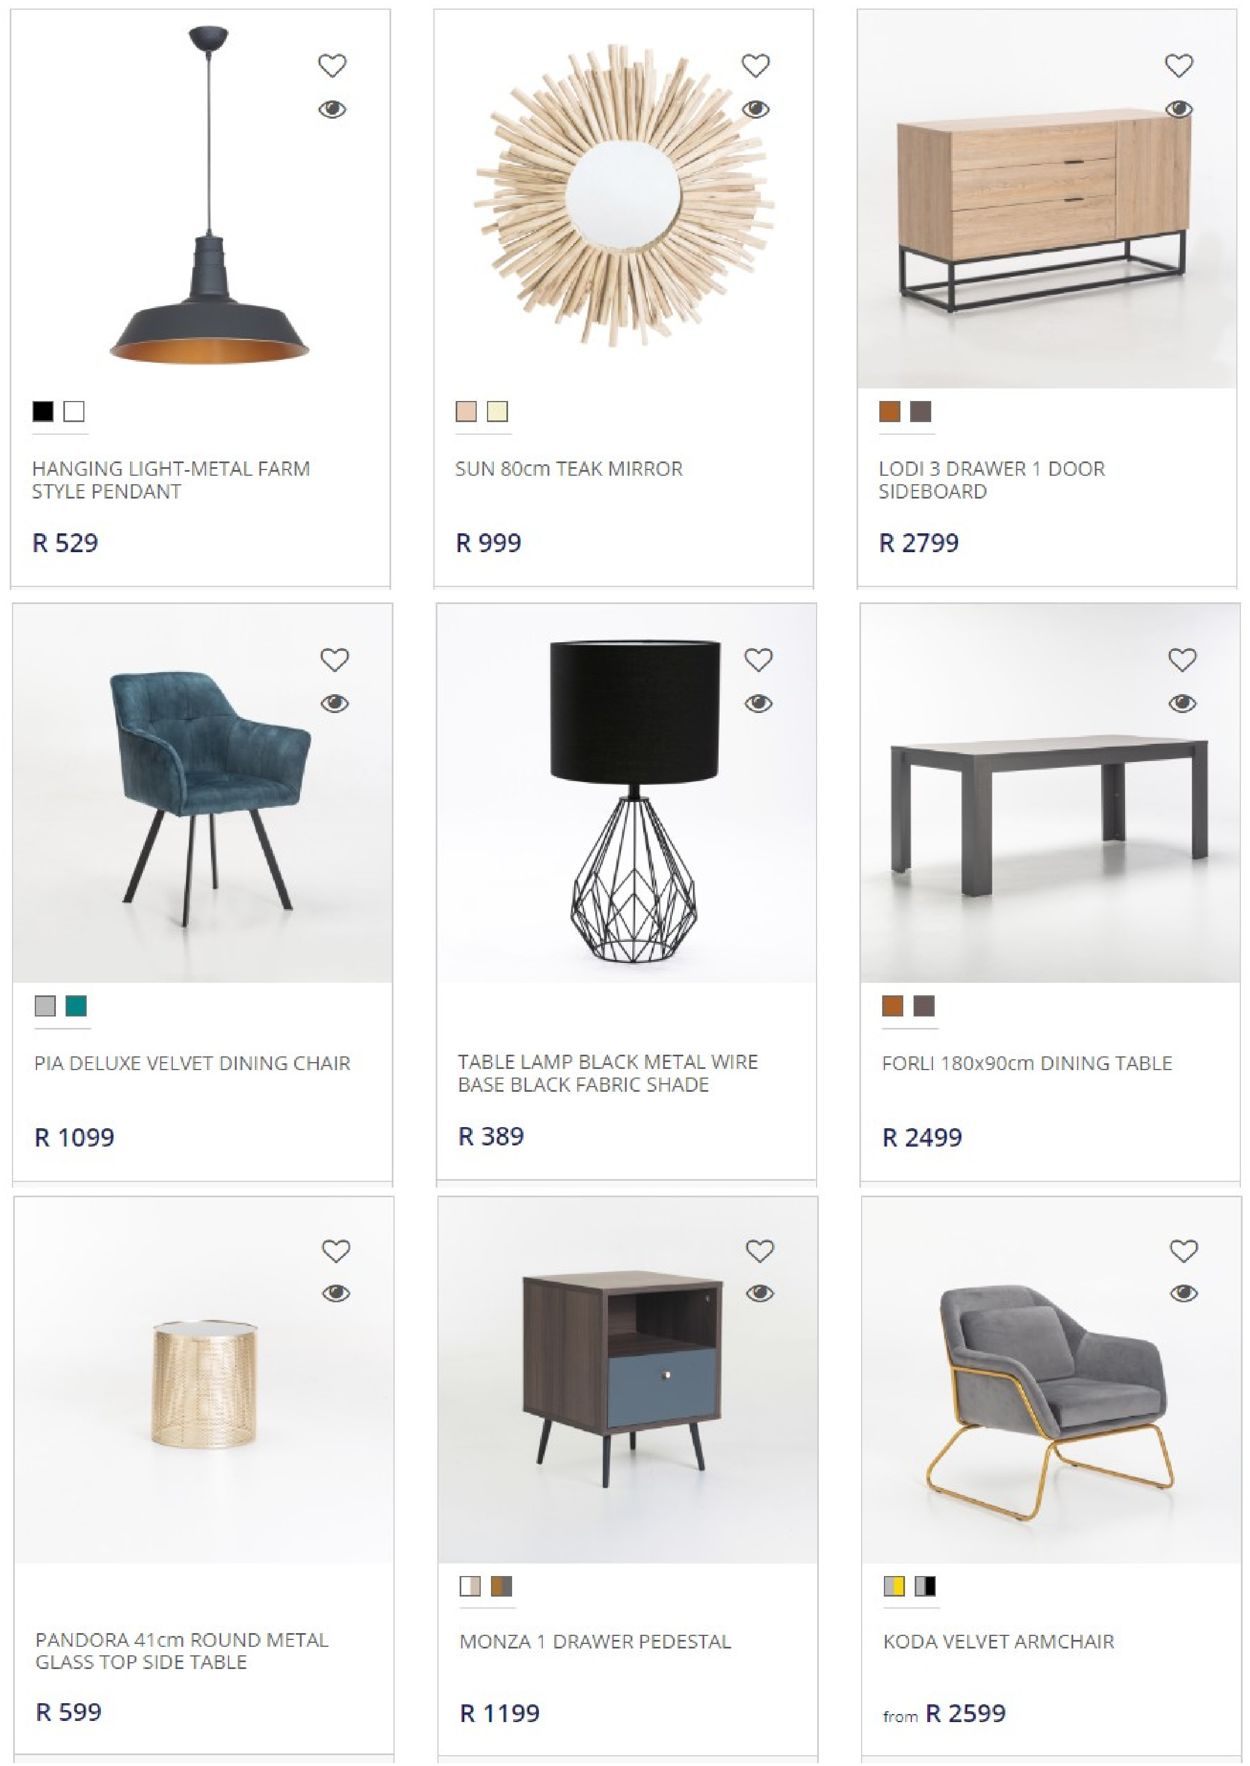 HANGING LIGHT-METAL FARM
STYLE PENDANT
R 529
SUN 80cm TEAK MIRROR
R 999
LODI 3 DRAWER 1 DOOR
SIDEBOARD
R 2799
PIA DELUXE VELVET DINING CHAIR
R 1099
TABLE LAMP BLACK METAL WIRE
BASE BLACK FABRIC SHADE
R 389
FORLI 180x90cm DINING TABLE
R 2499
PANDORA 41cm ROUND METAL
GLASS TOP SIDE TABLE
R 599
MONZA 1 DRAWER PEDESTAL
R 1199
KODA VELVET ARMCHAIR
from R 2599